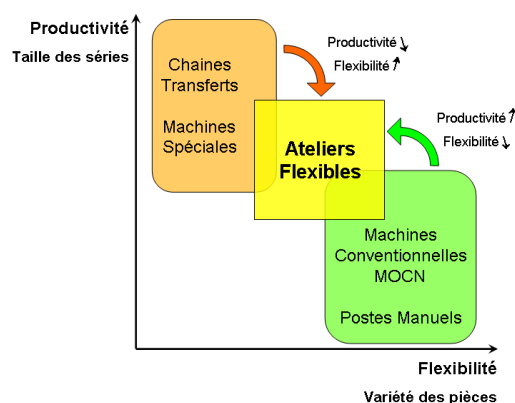 Productivité
Taille des séries
Chaines
Transferts
Machines
Spéciales
Productivité
Flexibilité
Ateliers
Flexibles
Productivité
Flexibilité
Machines
Conventionnelles
MOCN
Postes Manuels
Flexibilité
Variété des pièces